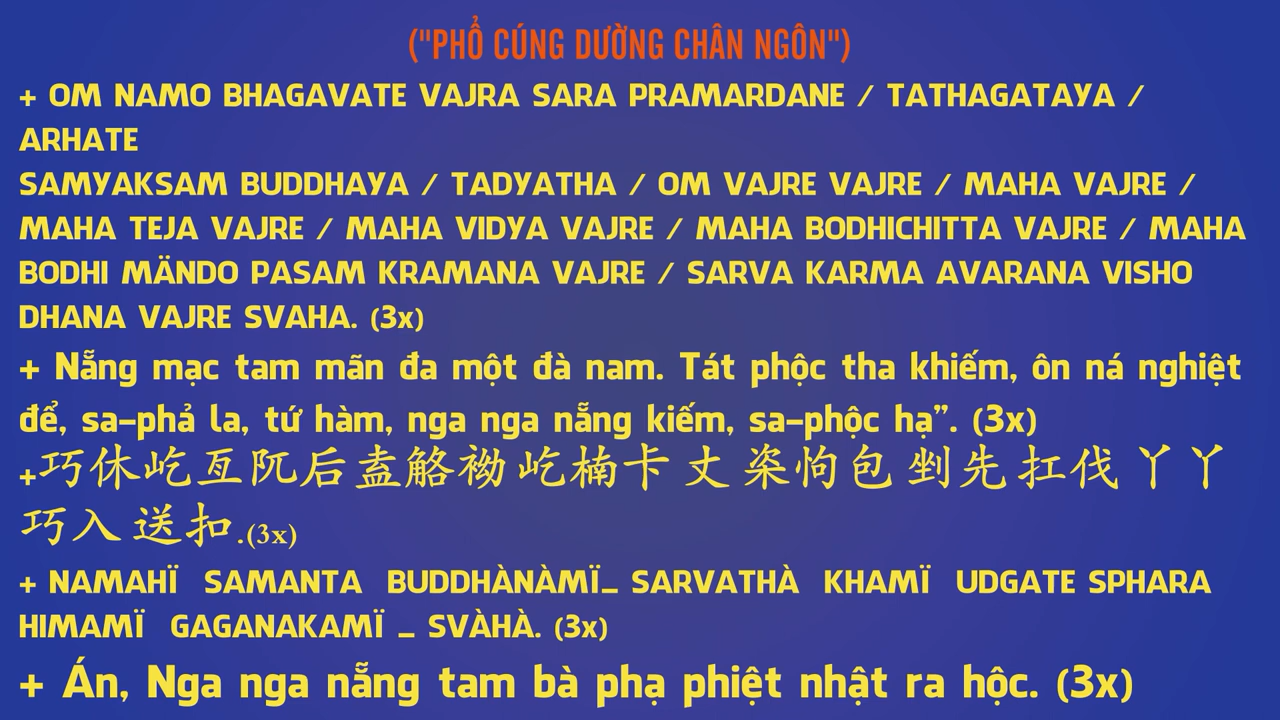 ("PHỔ CÚNG DƯỜNG CHÂN NGÔN")
+ OM NAMO BHAGAVATE VAJRA SARA PRAMARDANE / TATHAGATAYA /
ARHATE
SAMYAKSAM BUDDHAYA / TADYATHA / OM VAJRE VAJRE / MAHA VAJRE /
MAHA TEJA VAJRE / MAHA VIDYA VAJRE / MAHA BODHICHITTA VAJRE / MAHA
BODHI MÄNDO PASAM KRAMANA VAJRE / SARVA KARMA AVARANA VISHO
DHANA VAJRE SVAHA. (3x)
+ Nẵng mạc tam mãn đa một đà nam. Tát phộc tha khiếm, ôn ná nghiệt
để, sa-phả la, tứ hàm, nga nga nẵng kiếm, sa-phộc hạ”. (3x)
+巧休屹亙阢后盍觡袎屹楠卡丈楶怐包剉先扛伐丫丫
巧入送扣.(3x)
+ NAMAHÏ SAMANTA BUDDHÀNÀMÏ_ SARVATHÀ KHAMÏ UDGATE SPHARA
HIMAMÏ GAGANAKAMÏ _ SVÀHÀ. (3x)
+ Án, Nga nga nẵng tam bà phạ phiệt nhật ra hộc. (3x)